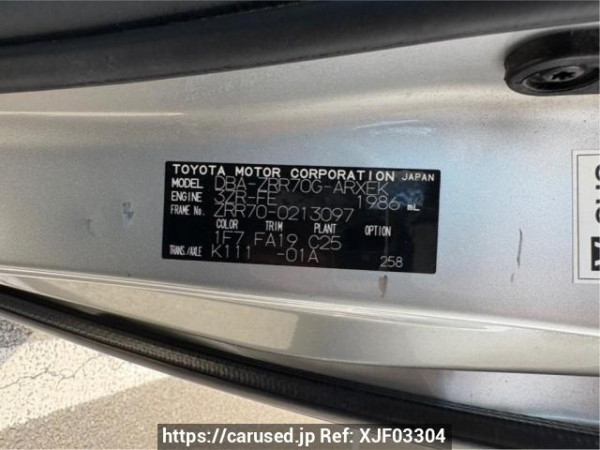 TOYOTA MOTOR CORPORATION JAPAN
MODEL DBA-ZRR70G-ARXEK
ENGINE 3ZR-FE 1986 mL
FRAME No. ZRR70-0213097
COLOR TRIM PLANT OPTION
1F7 FA19 C25
TRANS./AXLE K111 -01A
258
https://carused.jp Ref: XJF03304